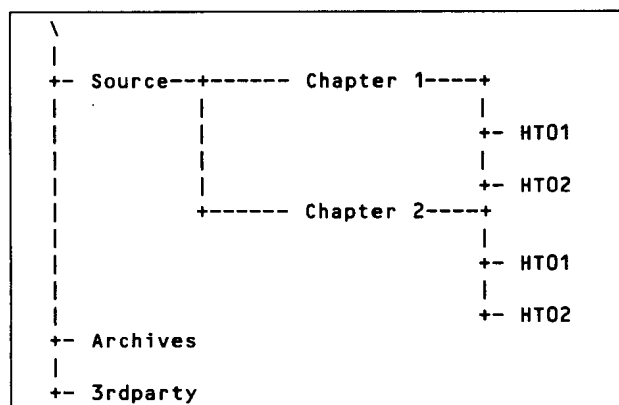 \
|
+- Source--+------ Chapter 1----+
|          |                    |
|          |                    +- HT01
|          |                    |
|          |                    +- HT02
|          +------ Chapter 2----+
|                               |
|                               +- HT01
|                               |
|                               +- HT02
+- Archives
|
+- 3rdparty